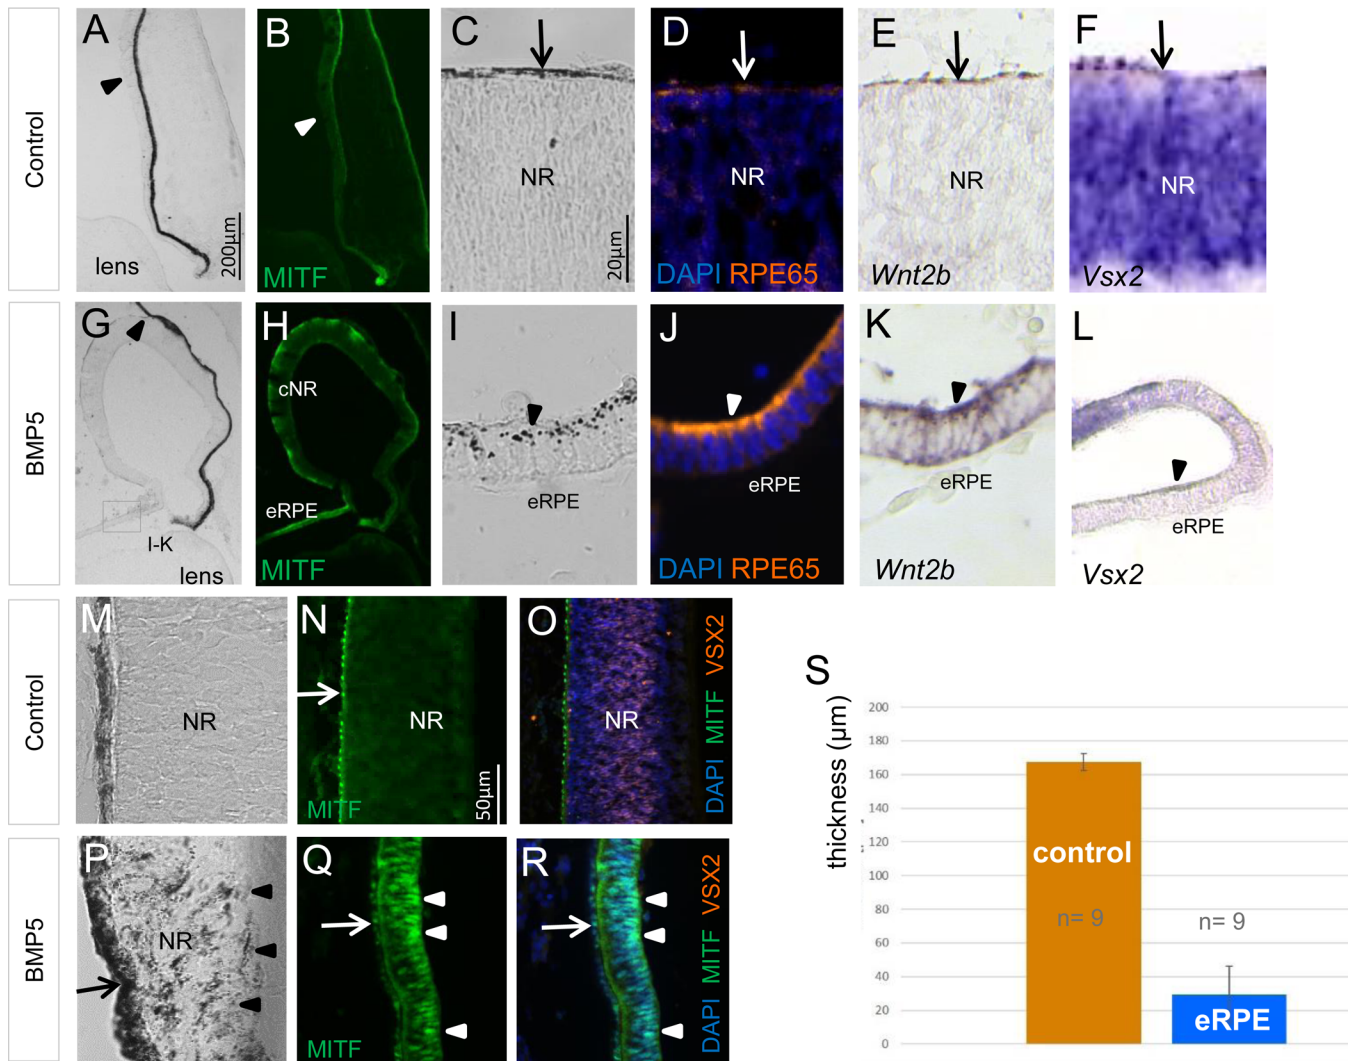 Control
A
lens
200µm
B
MITF
C
NR
20µm
D
NR
DAPI RPE65
E
NR
Wnt2b
F
NR
Vsx2
BMP5
G
I-K
lens
H
cNR
eRPE
MITF
I
eRPE
J
eRPE
DAPI RPE65
K
eRPE
Wnt2b
L
eRPE
Vsx2
Control
M
NR
N
NR
MITF
50µm
O
NR
DAPI MITF VSX2
BMP5
P
NR
Q
MITF
R
DAPI MITF VSX2
S
thickness (µm)
200
180
160
140
120
100
80
60
40
20
0
control
n= 9
n= 9
eRPE